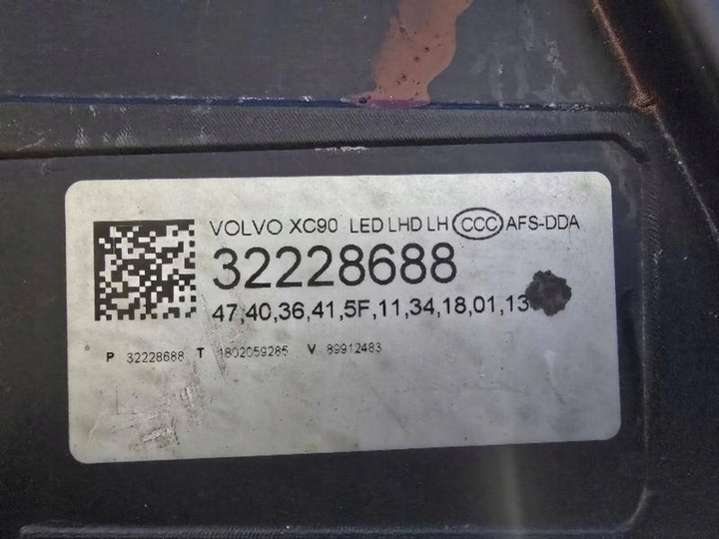 VOLVO XC90 LED LHD LH CCC AFS-DDA
32228688
47,40,36,41,5F,11,34,18,01,13
P 32228688 T 1802059285 V 89912483